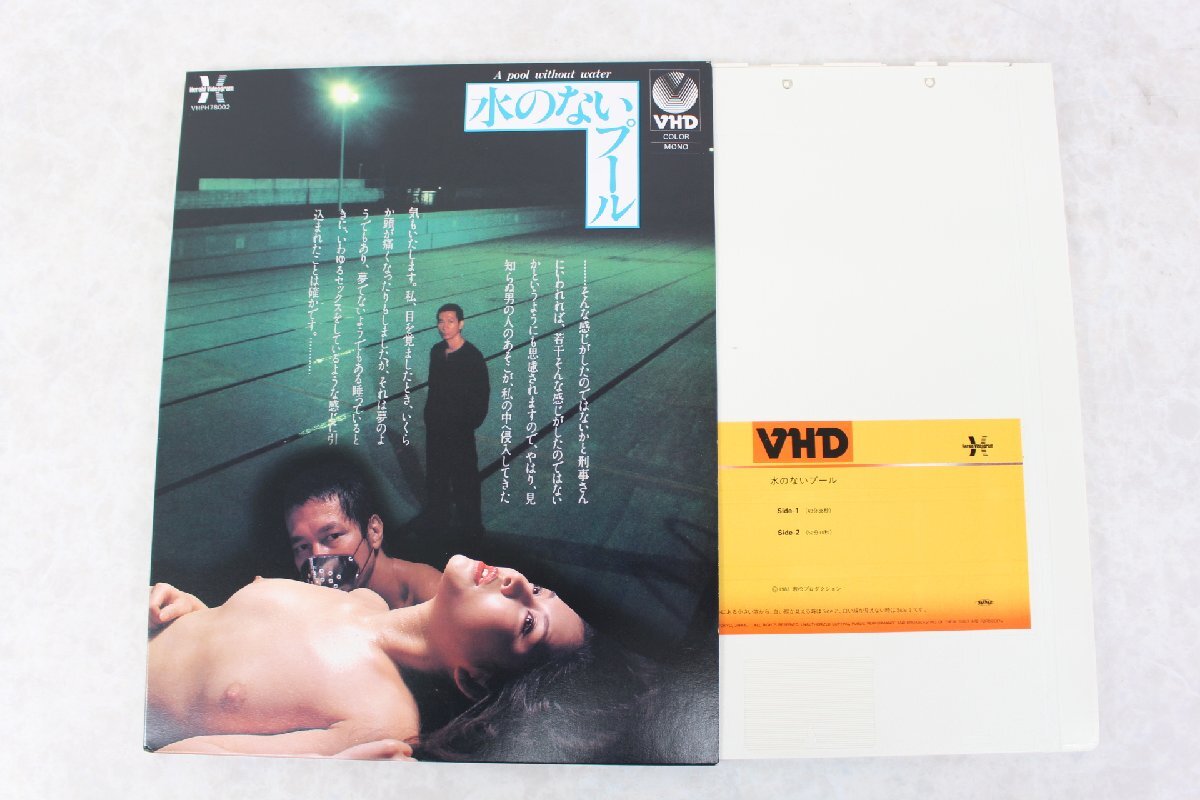 Herald Videogram
VHPH78002
A pool without water
水のない
プール
VHD
COLOR
MONO
………そんな感じがしたのではないかと刑事さん
にいわれれば、若干そんな感じがしたのではない
かというようにも思慮されますので、やはり、見
知らぬ男の人のあそこが、私の中へ侵入してきた
気もいたします。私、目を覚ましたとき、いくら
か頭が痛くなったりもしましたが、それは夢のよ
うでもあり、夢でないようでもある睡っていると
きに、いわゆるセックスをしているような感じに引
込まれたことは確かです。…………
VHD
Herald Videogram
水のないプール
Side 1
Side 2